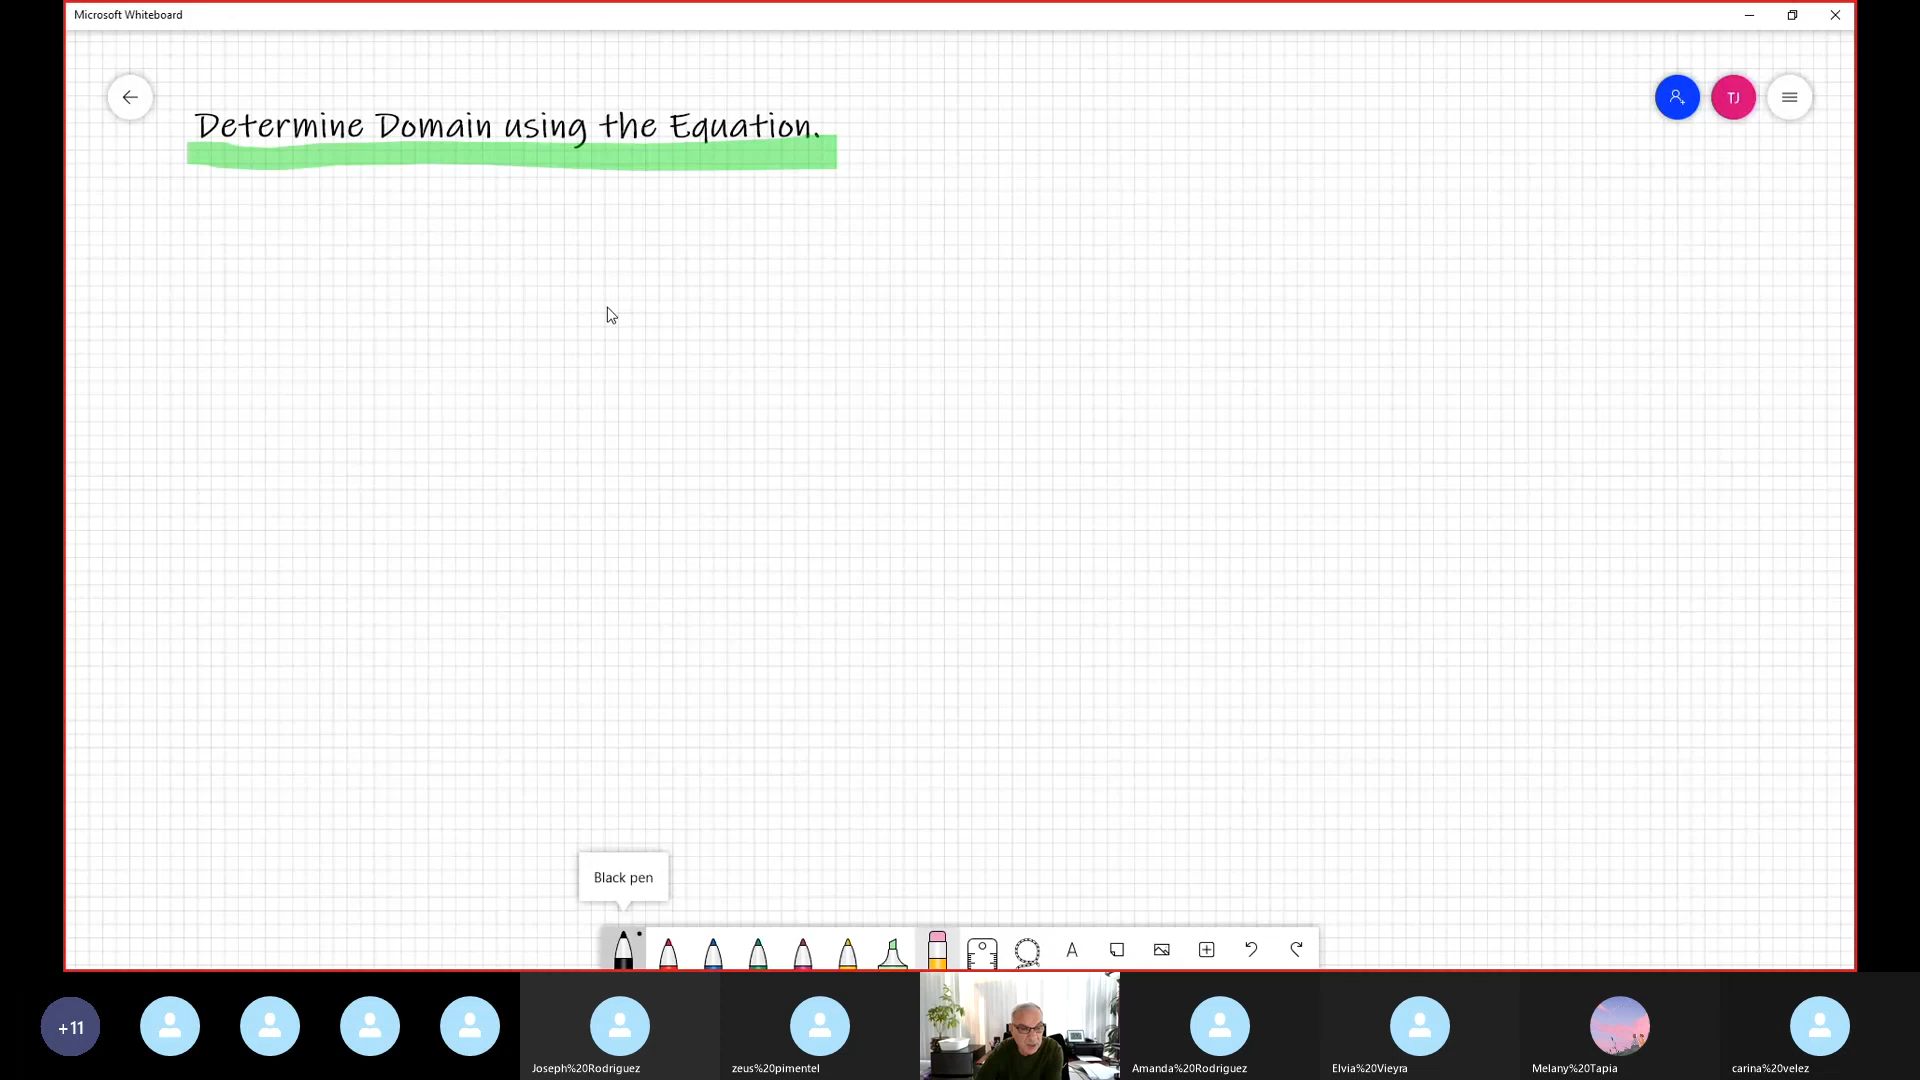 Microsoft Whiteboard
TJ
Determine Domain using the Equation.
Black pen
A
+11
Joseph%20Rodriguez
zeus%20pimentel
Amanda%20Rodriguez
Elvia%20Vieyra
Melany%20Tapia
carina%20velez